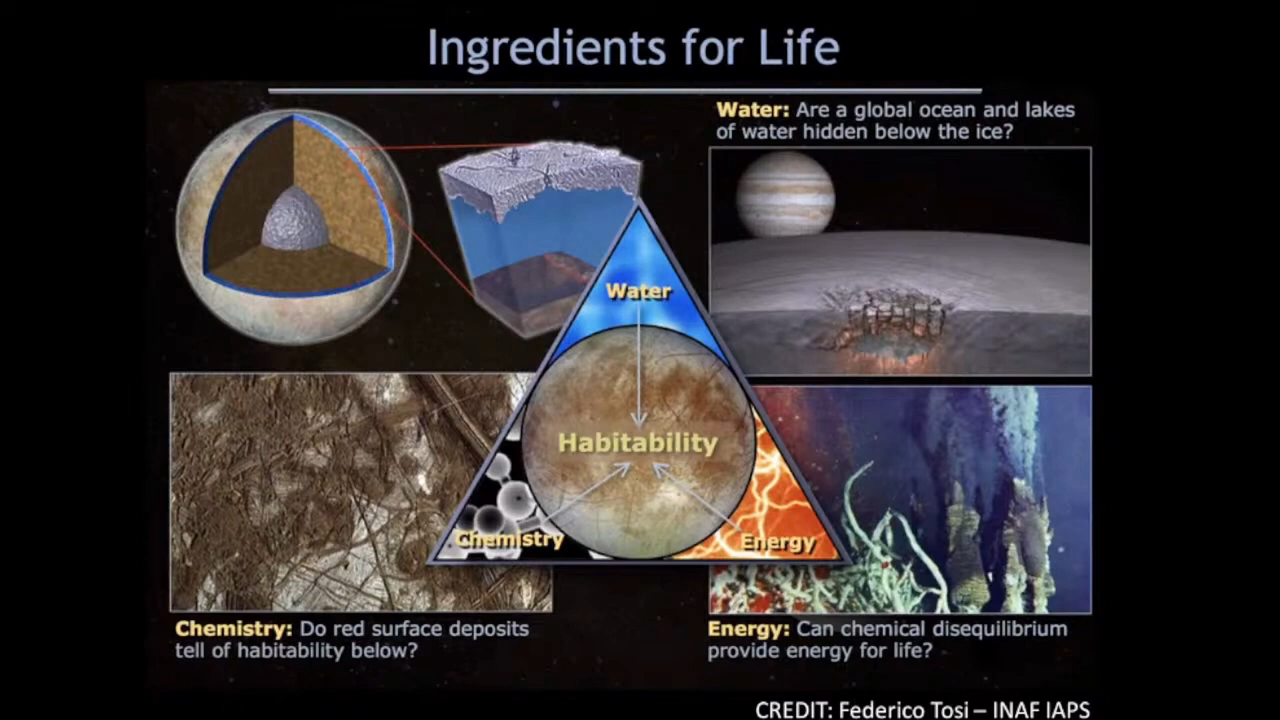 Ingredients for Life
Water: Are a global ocean and lakes
of water hidden below the ice?
Water
Habitability
Chemistry
Energy
Chemistry: Do red surface deposits
tell of habitability below?
Energy: Can chemical disequilibrium
provide energy for life?
CREDIT: Federico Tosi – INAF IAPS